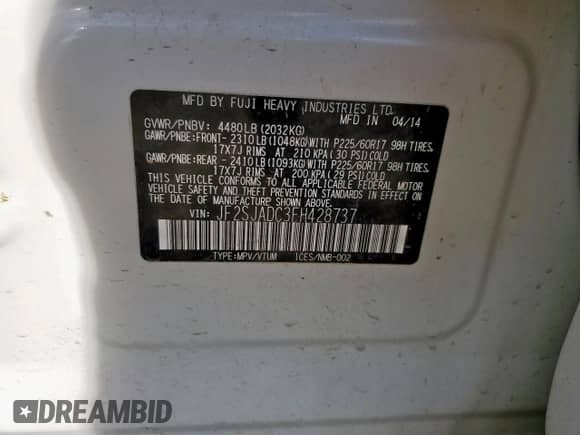 MFD BY FUJI HEAVY INDUSTRIES LTD.
MFD IN 04/14
GVWR/PNBV: 4480LB(2032KG)
GAWR/PNBE:FRONT-2310LB(1048KG)WITH P225/60R17 98H TIRES,
17X7J RIMS AT 210 KPA(30 PSI)COLD
GAWR/PNBE:REAR -2410LB(1093KG)WITH P225/60R17 98H TIRES,
17X7J RIMS AT 200 KPA(29 PSI)COLD
THIS VEHICLE CONFORMS TO ALL APPLICABLE FEDERAL MOTOR
VEHICLE SAFETY AND THEFT PREVENTION STANDARDS IN EFFECT ON
THE DATE OF MANUFACTURE SHOWN ABOVE.
VIN: JF2SJADC3FH428737
TYPE:MPV/VTUM ICES/NMB-002
DREAMBID